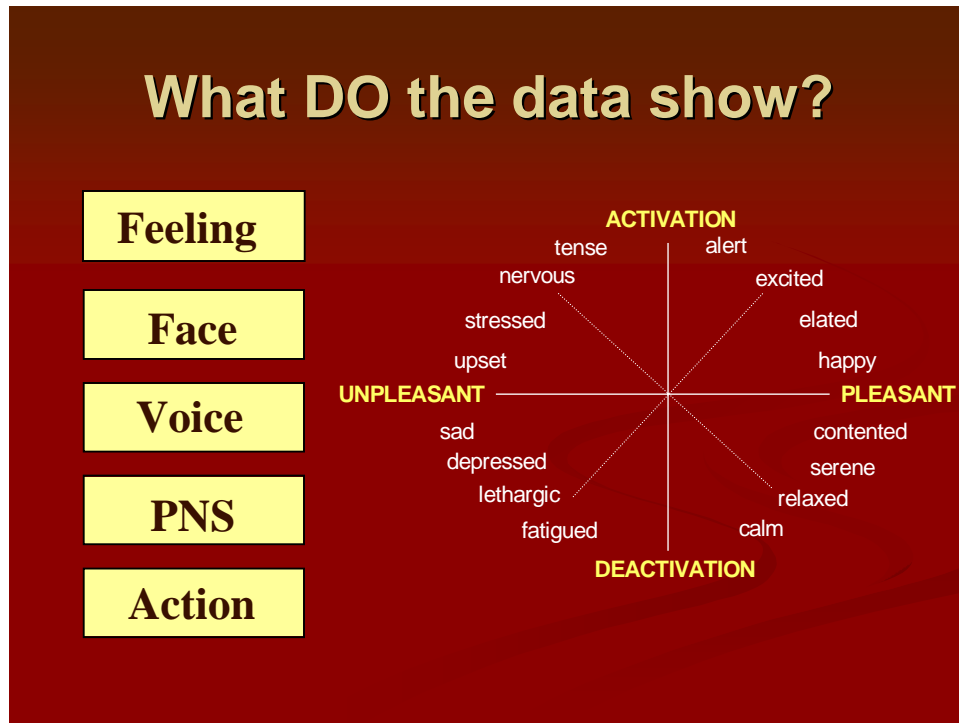 What DO the data show?
Feeling
Face
Voice
PNS
Action
ACTIVATION
tense
alert
nervous
excited
stressed
elated
upset
happy
UNPLEASANT
PLEASANT
sad
contented
depressed
serene
lethargic
relaxed
fatigued
calm
DEACTIVATION